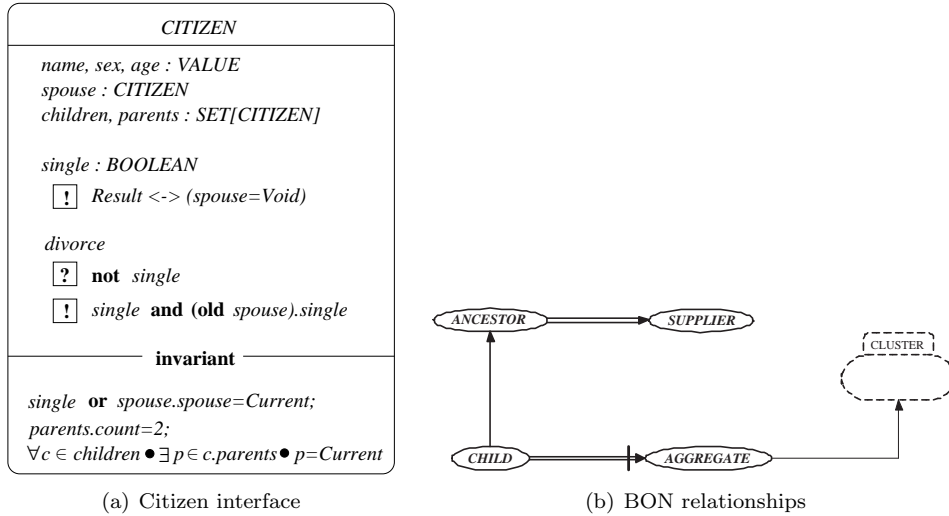 CITIZEN
name, sex, age : VALUE
spouse : CITIZEN
children, parents : SET[CITIZEN]
single : BOOLEAN
! Result <-> (spouse=Void)
divorce
? not single
! single and (old spouse).single
invariant
single or spouse.spouse=Current;
parents.count=2;
∀c ∈ children • ∃ p ∈ c.parents • p=Current
(a) Citizen interface
ANCESTOR
SUPPLIER
CLUSTER
CHILD
AGGREGATE
(b) BON relationships